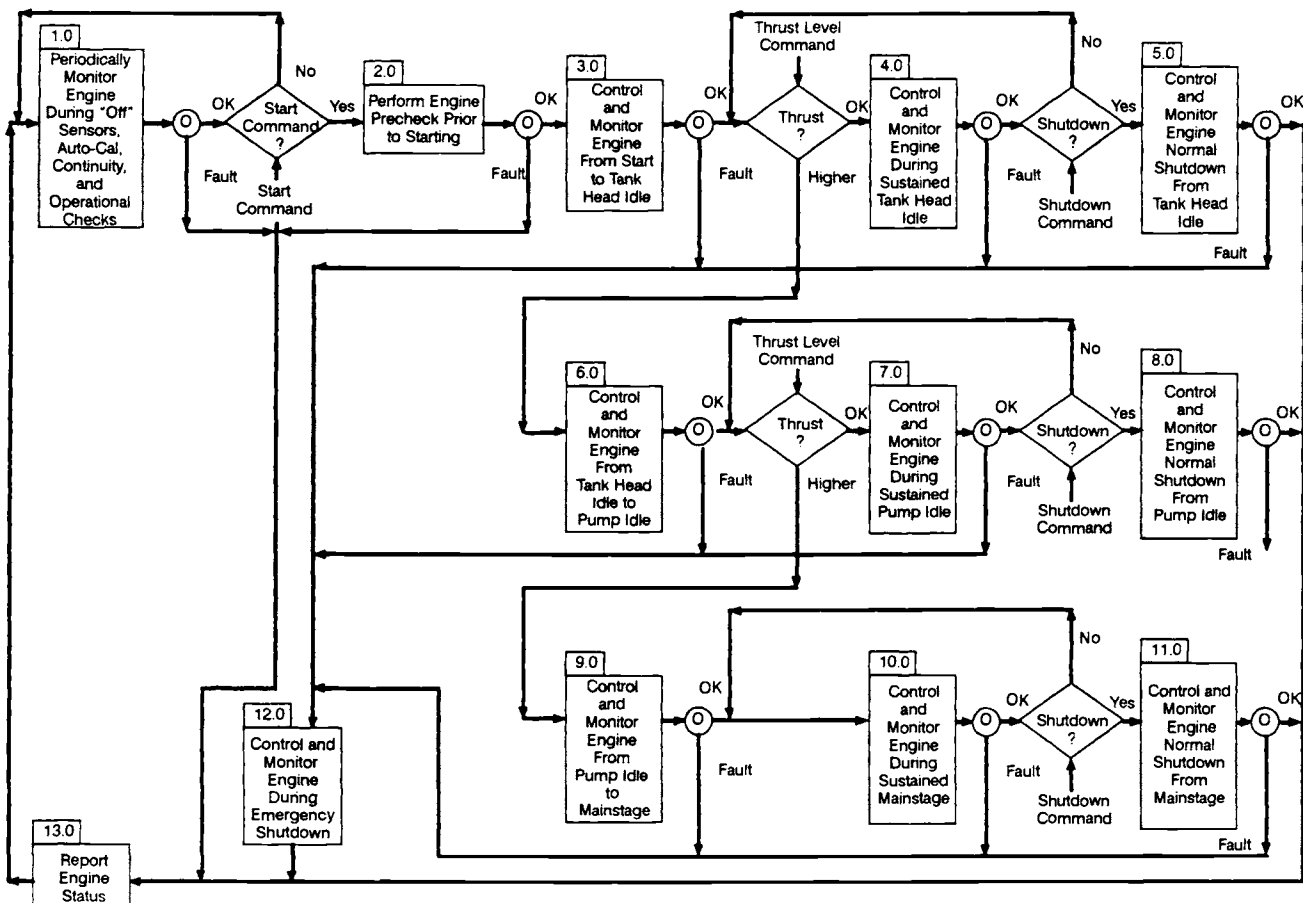 1.0
Periodically
Monitor
Engine
During "Off"
Sensors,
Auto-Cal,
Continuity,
and
Operational
Checks
O
OK
Fault
No
Start
Command
?
Yes
Start
Command
2.0
Perform Engine
Precheck Prior
to Starting
O
OK
Fault
3.0
Control
and
Monitor
Engine
From Start
to Tank
Head Idle
O
OK
Fault
Thrust Level
Command
Thrust
?
OK
Higher
4.0
Control
and
Monitor
Engine
During
Sustained
Tank Head
Idle
O
OK
Fault
No
Shutdown
?
Yes
Shutdown
Command
5.0
Control
and
Monitor
Engine
Normal
Shutdown
From
Tank Head
Idle
O
OK
Fault
6.0
Control
and
Monitor
Engine
From
Tank Head
Idle to
Pump Idle
O
OK
Fault
Thrust Level
Command
Thrust
?
OK
Higher
7.0
Control
and
Monitor
Engine
During
Sustained
Pump Idle
O
OK
Fault
No
Shutdown
?
Yes
Shutdown
Command
8.0
Control
and
Monitor
Engine
Normal
Shutdown
From
Pump Idle
O
OK
Fault
9.0
Control
and
Monitor
Engine
From
Pump Idle
to
Mainstage
O
OK
Fault
10.0
Control
and
Monitor
Engine
During
Sustained
Mainstage
O
OK
Fault
No
Shutdown
?
Yes
Shutdown
Command
11.0
Control and
Monitor
Engine
Normal
Shutdown
From
Mainstage
O
OK
Fault
12.0
Control and
Monitor
Engine
During
Emergency
Shutdown
13.0
Report
Engine
Status